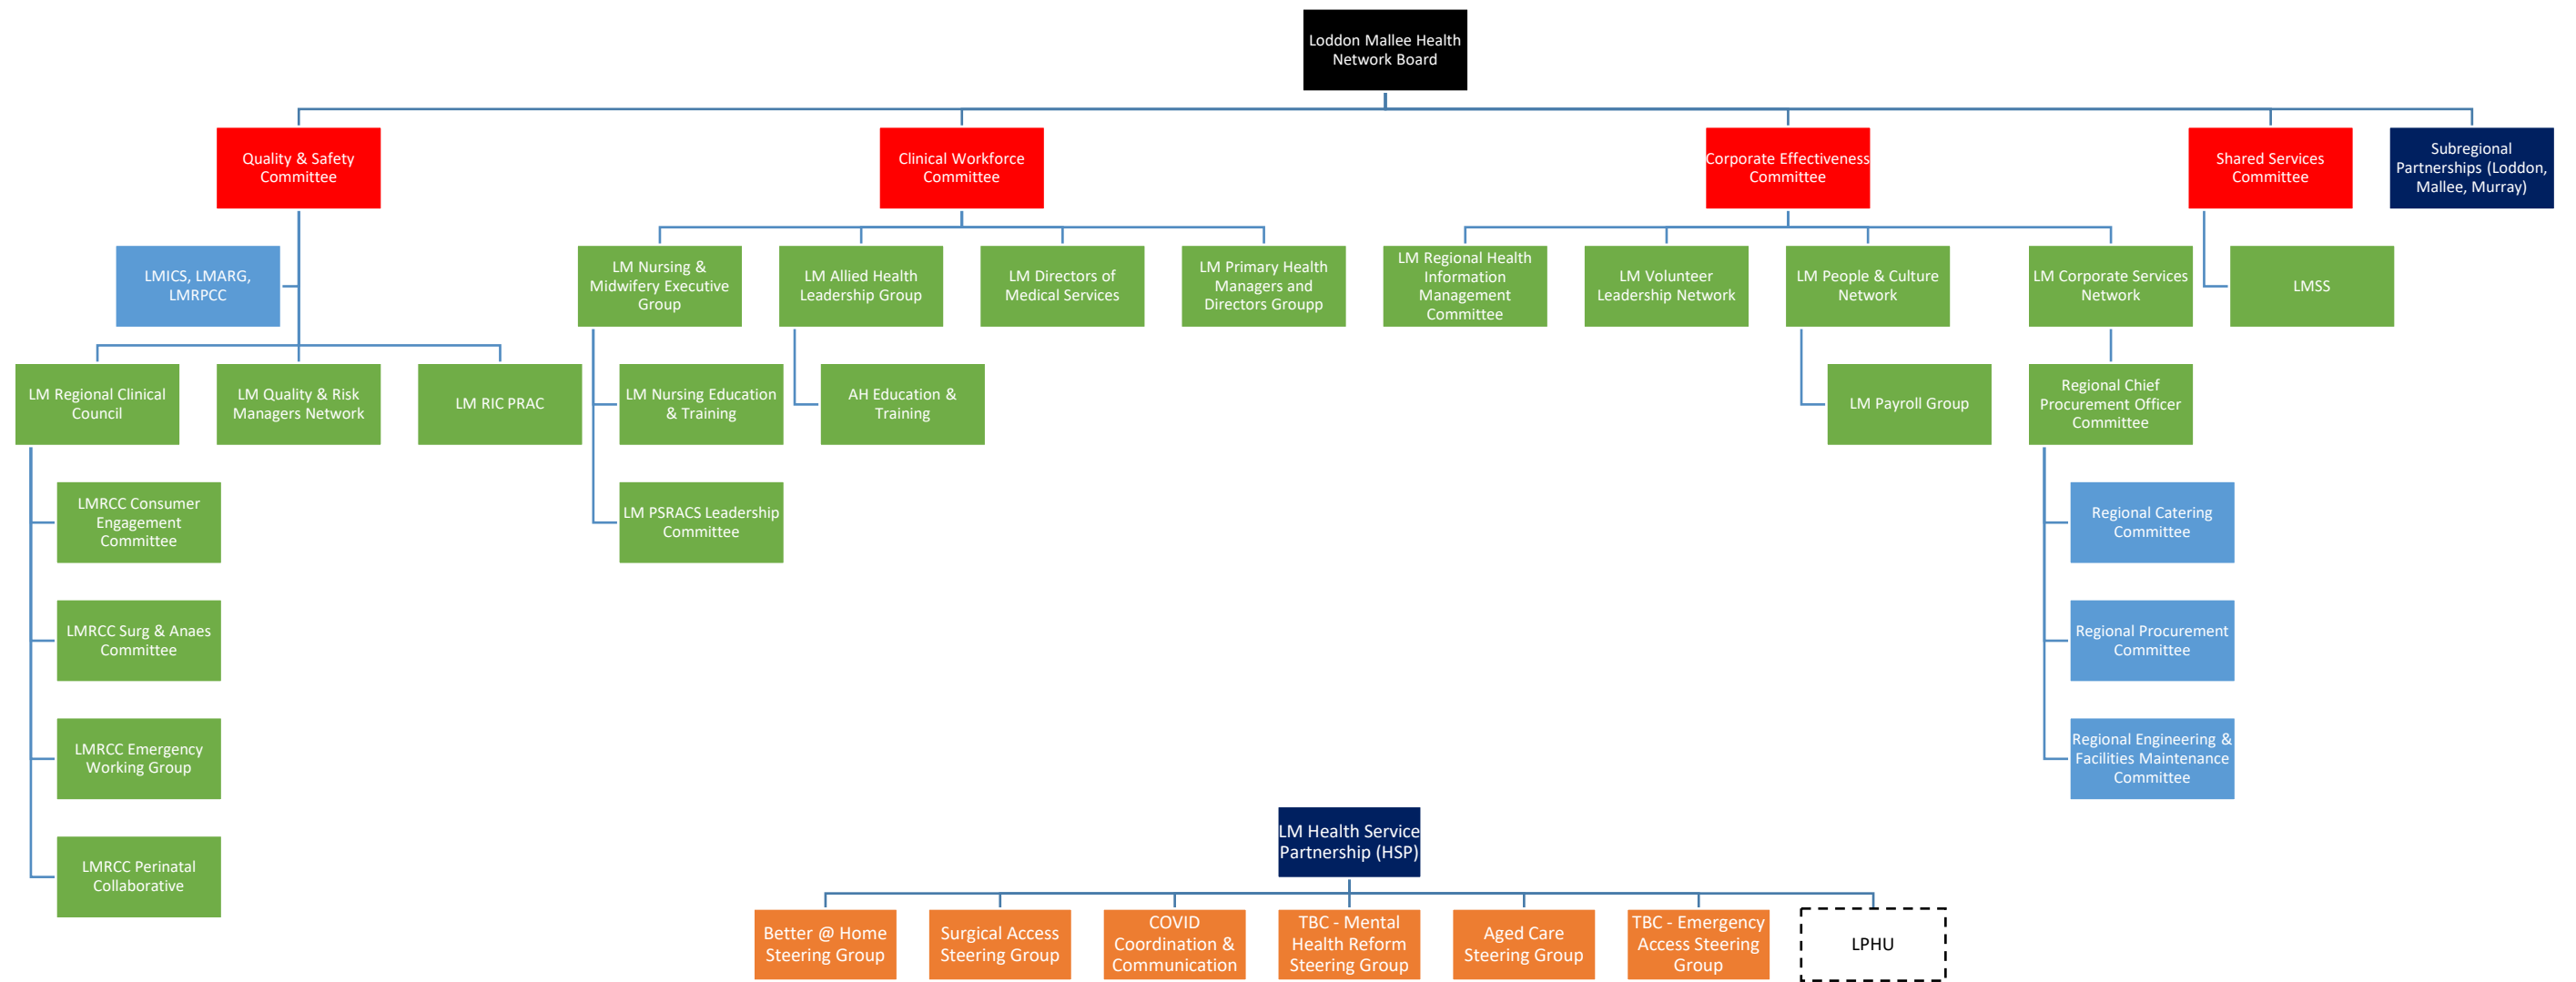 Loddon Mallee Health
Network Board
Quality & Safety
Committee
Clinical Workforce
Committee
Corporate Effectiveness
Committee
Shared Services
Committee
Subregional
Partnerships (Loddon,
Mallee, Murray)
LMICS, LMARG,
LMRPCC
LM Nursing &
Midwifery Executive
Group
LM Allied Health
Leadership Group
LM Directors of
Medical Services
LM Primary Health
Managers and
Directors Groupp
LM Regional Health
Information
Management
Committee
LM Volunteer
Leadership Network
LM People & Culture
Network
LM Corporate Services
Network
LMSS
LM Regional Clinical
Council
LM Quality & Risk
Managers Network
LM RIC PRAC
LM Nursing Education
& Training
AH Education &
Training
LM Payroll Group
Regional Chief
Procurement Officer
Committee
LMRCC Consumer
Engagement
Committee
LM PSRACS Leadership
Committee
Regional Catering
Committee
LMRCC Surg & Anaes
Committee
Regional Procurement
Committee
LMRCC Emergency
Working Group
Regional Engineering &
Facilities Maintenance
Committee
LMRCC Perinatal
Collaborative
LM Health Service
Partnership (HSP)
Better @ Home
Steering Group
Surgical Access
Steering Group
COVID
Coordination &
Communication
TBC - Mental
Health Reform
Steering Group
Aged Care
Steering Group
TBC - Emergency
Access Steering
Group
LPHU